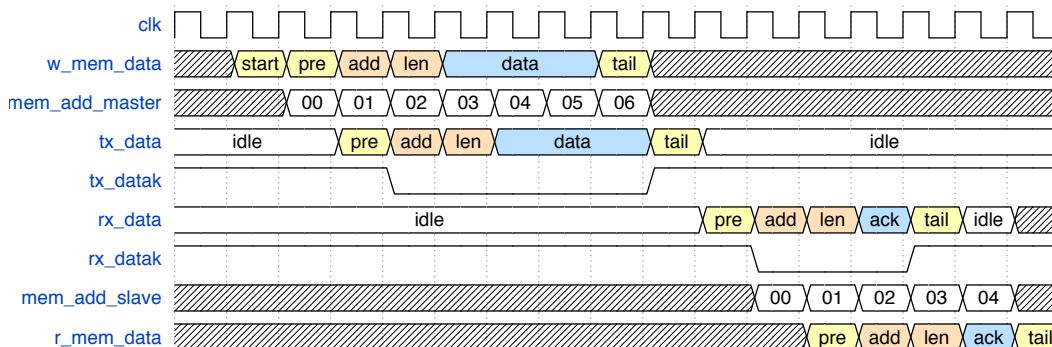 clk
w_mem_data start pre add len data tail
mem_add_master 00 01 02 03 04 05 06
tx_data idle pre add len data tail idle
tx_datak
rx_data idle pre add len ack tail idle
rx_datak
mem_add_slave 00 01 02 03 04
r_mem_data pre add len ack tail